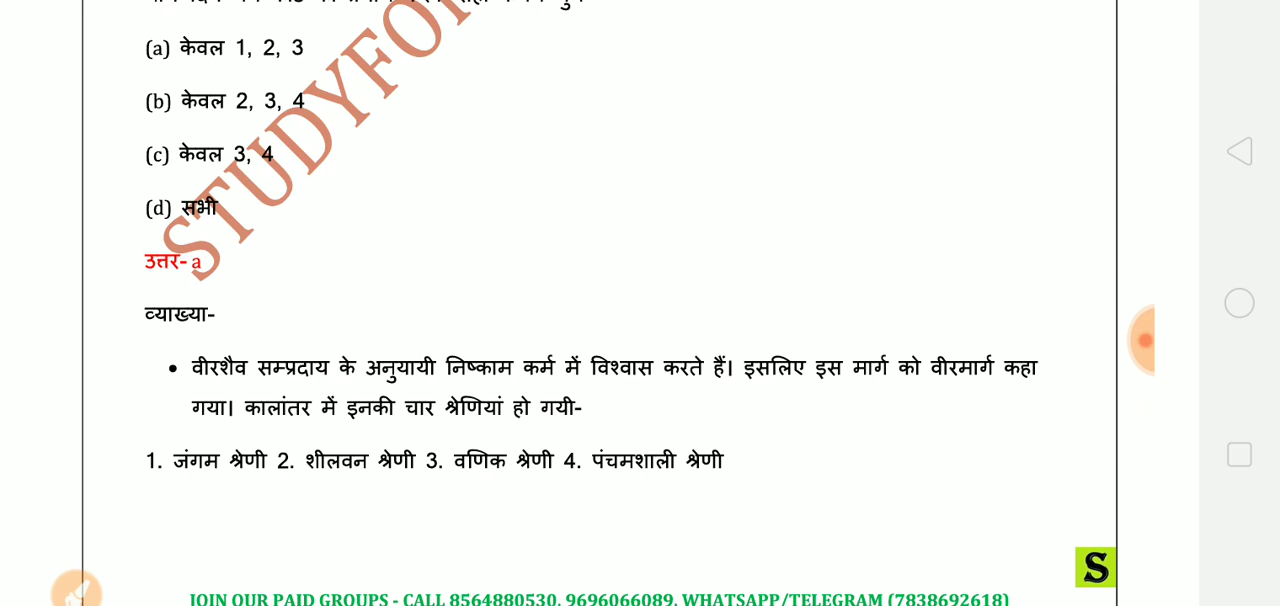 (a) केवल 1, 2, 3
(b) केवल 2, 3, 4
(c) केवल 3, 4
(d) सभी
STUDYFO
उत्तर- a
व्याख्या-
• वीरशैव सम्प्रदाय के अनुयायी निष्काम कर्म में विश्वास करते हैं। इसलिए इस मार्ग को वीरमार्ग कहा
गया। कालांतर में इनकी चार श्रेणियां हो गयी-
1. जंगम श्रेणी 2. शीलवन श्रेणी 3. वणिक श्रेणी 4. पंचमशाली श्रेणी
S
JOIN OUR PAID GROUPS - CALL 8564880530, 9696066089, WHATSAPP/TELEGRAM (7838692618)